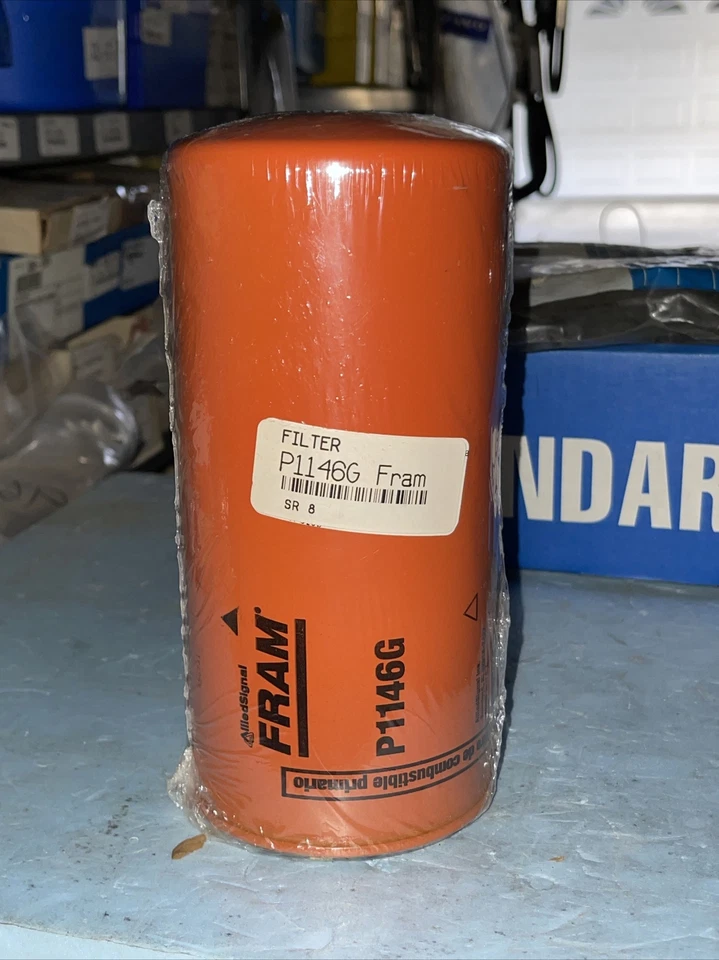 FILTER
P1146G Fram
SR 8
AlliedSignal
FRAM
P1146G
de combustible primario
NDAR